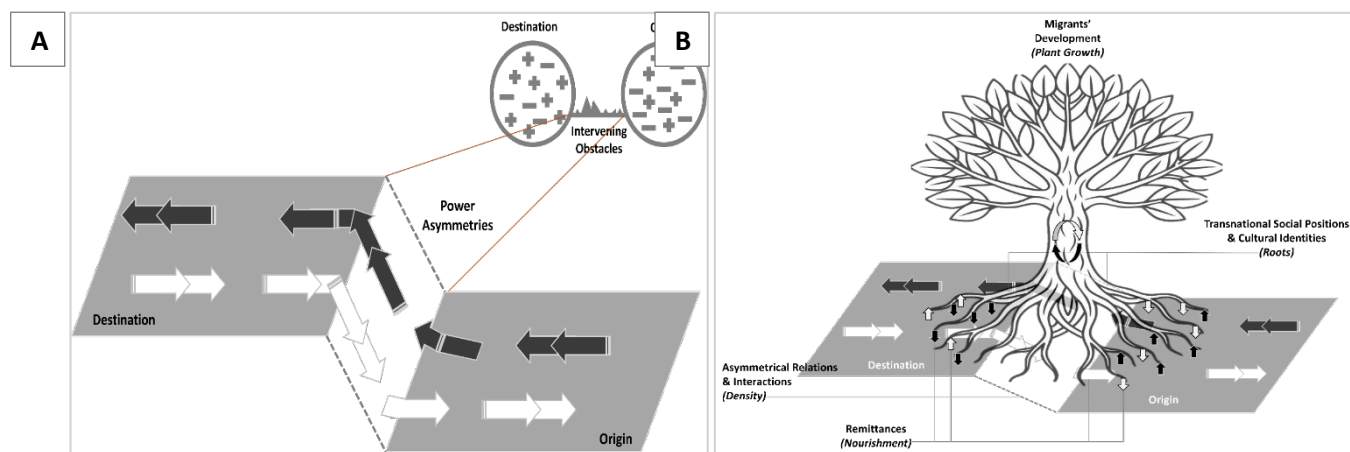 A
Destination
Intervening
Obstacles
Power
Asymmetries
Destination
Origin
B
Migrants’
Development
(Plant Growth)
Transnational Social Positions
& Cultural Identities
(Roots)
Destination
Asymmetrical Relations
& Interactions
(Density)
Origin
Remittances
(Nourishment)